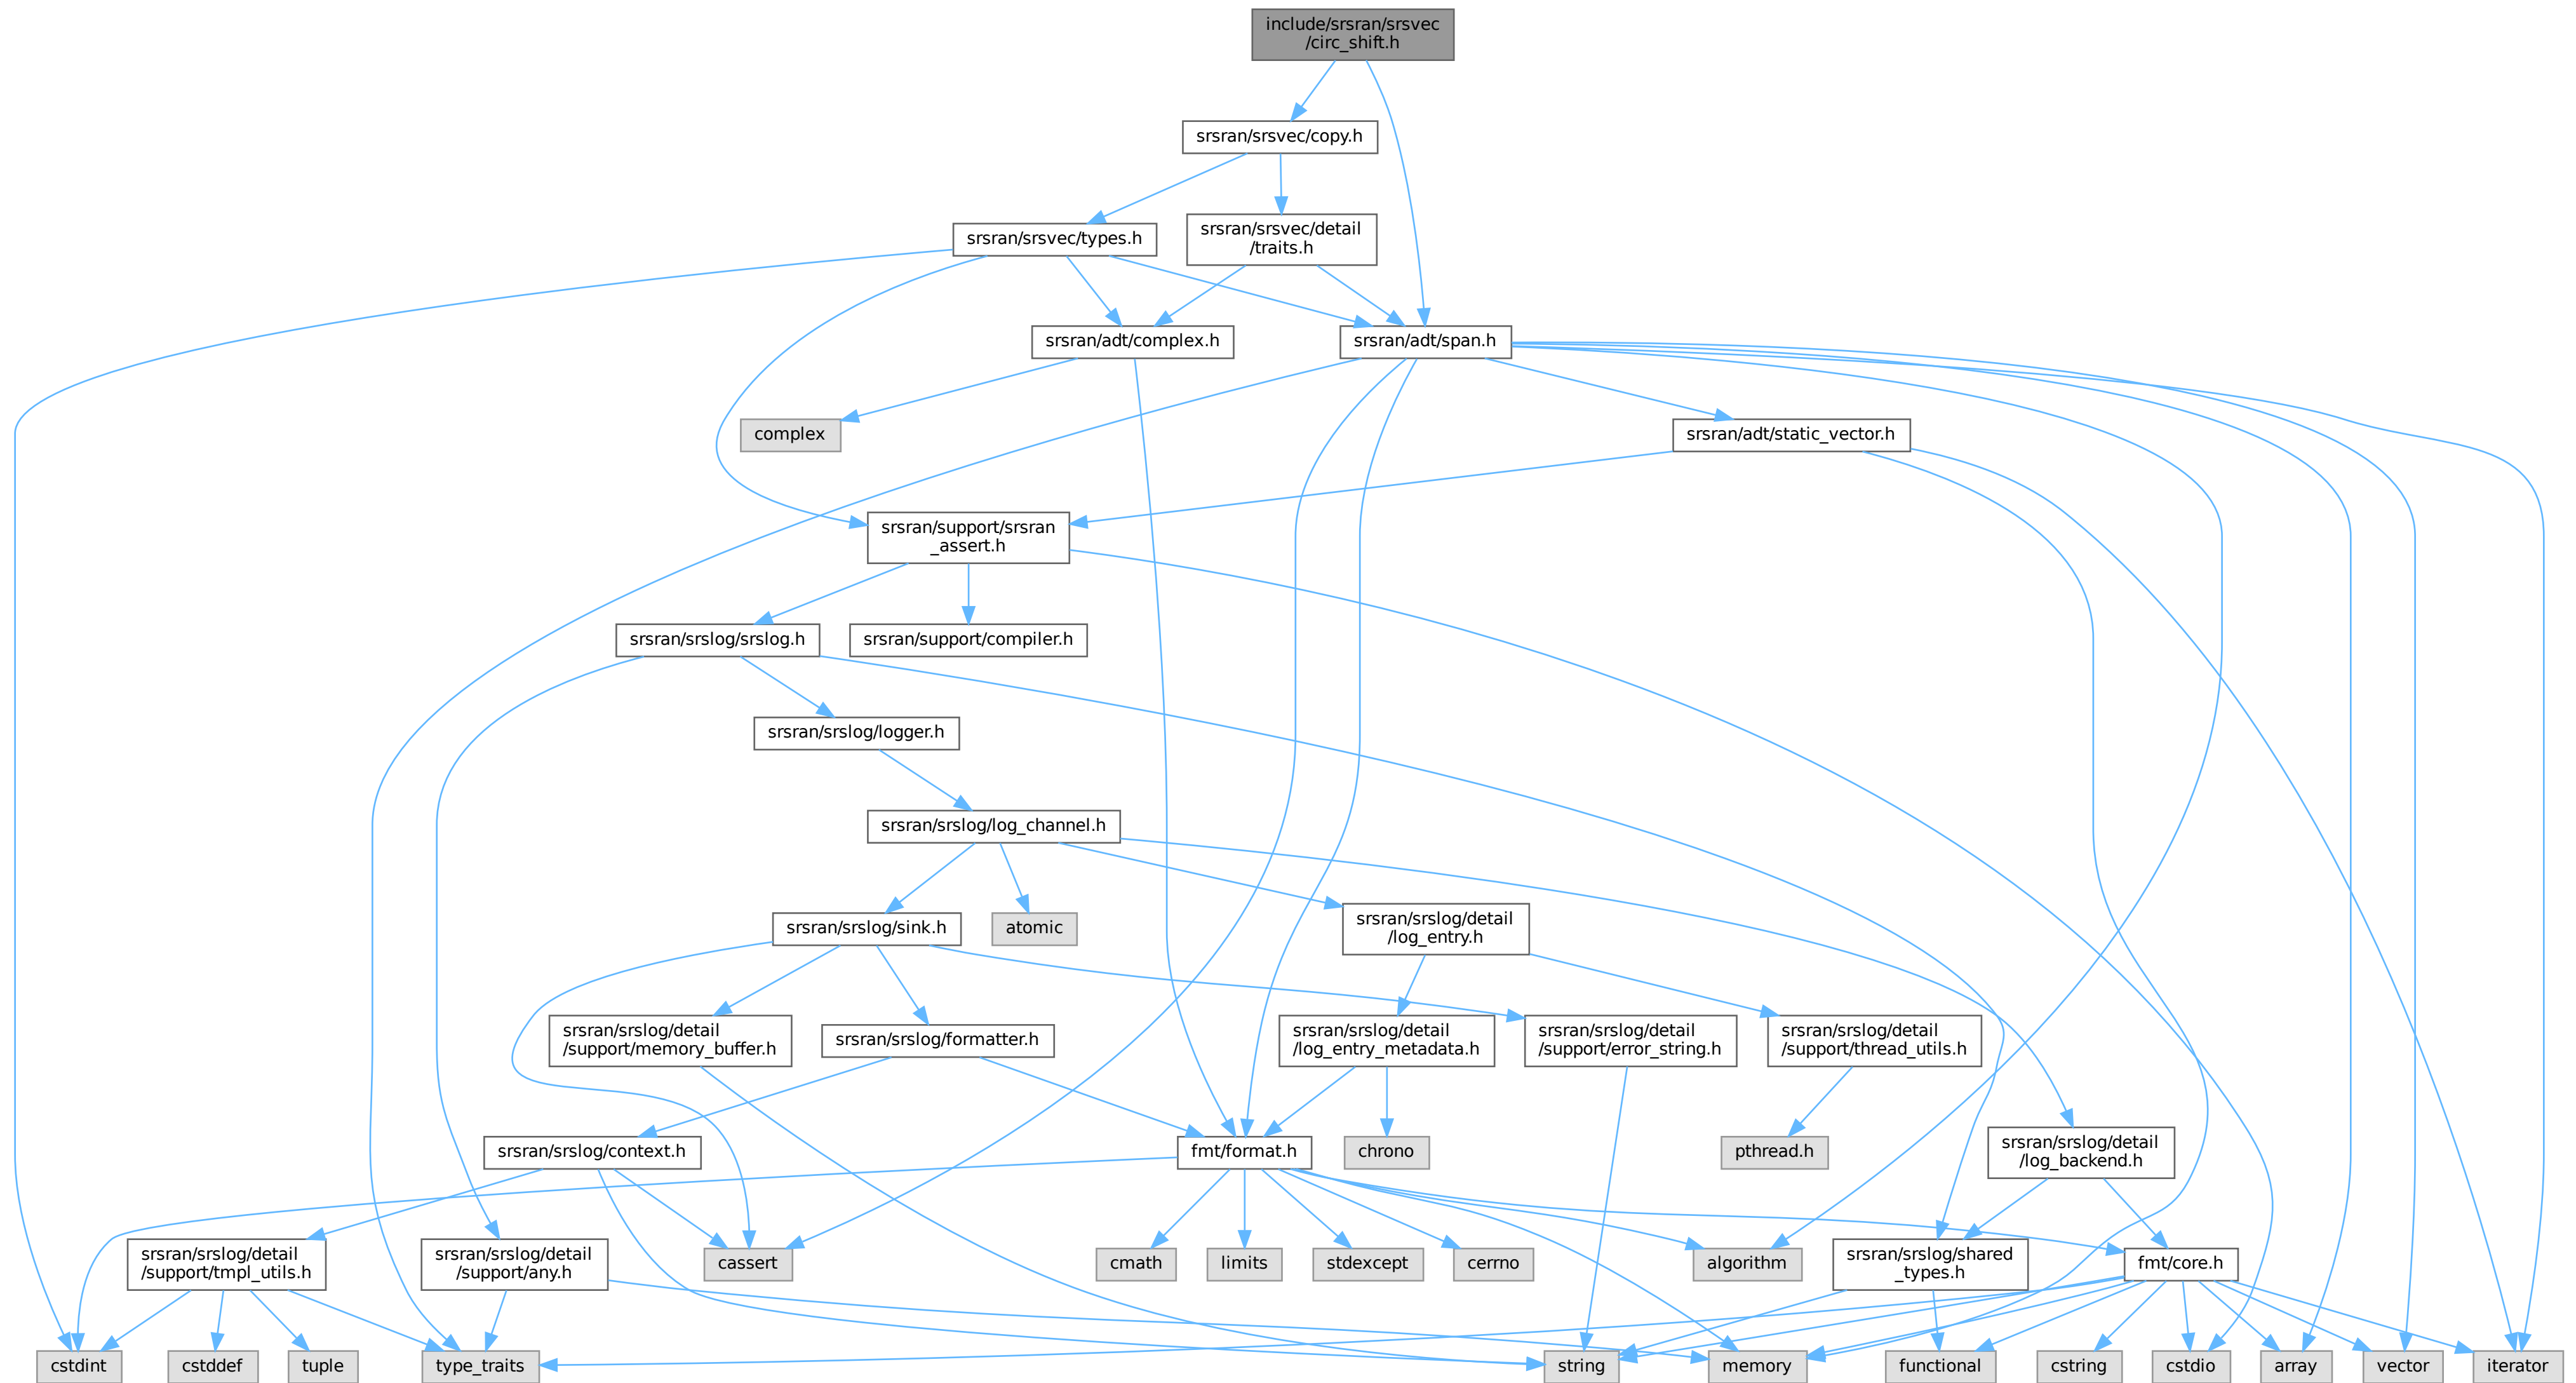 include/srsran/srsvec
/circ_shift.h
srsran/srsvec/copy.h
srsran/srsvec/types.h
srsran/srsvec/detail
/traits.h
srsran/adt/complex.h
srsran/adt/span.h
complex
srsran/adt/static_vector.h
srsran/support/srsran
_assert.h
srsran/srslog/srslog.h
srsran/support/compiler.h
srsran/srslog/logger.h
srsran/srslog/log_channel.h
srsran/srslog/sink.h
atomic
srsran/srslog/detail
/log_entry.h
srsran/srslog/detail
/support/memory_buffer.h
srsran/srslog/formatter.h
srsran/srslog/detail
/log_entry_metadata.h
srsran/srslog/detail
/support/error_string.h
srsran/srslog/detail
/support/thread_utils.h
srsran/srslog/context.h
fmt/format.h
chrono
pthread.h
srsran/srslog/detail
/log_backend.h
srsran/srslog/detail
/support/tmpl_utils.h
srsran/srslog/detail
/support/any.h
cassert
cmath
limits
stdexcept
cerrno
algorithm
srsran/srslog/shared
_types.h
fmt/core.h
cstdint
cstddef
tuple
type_traits
string
memory
functional
cstring
cstdio
array
vector
iterator